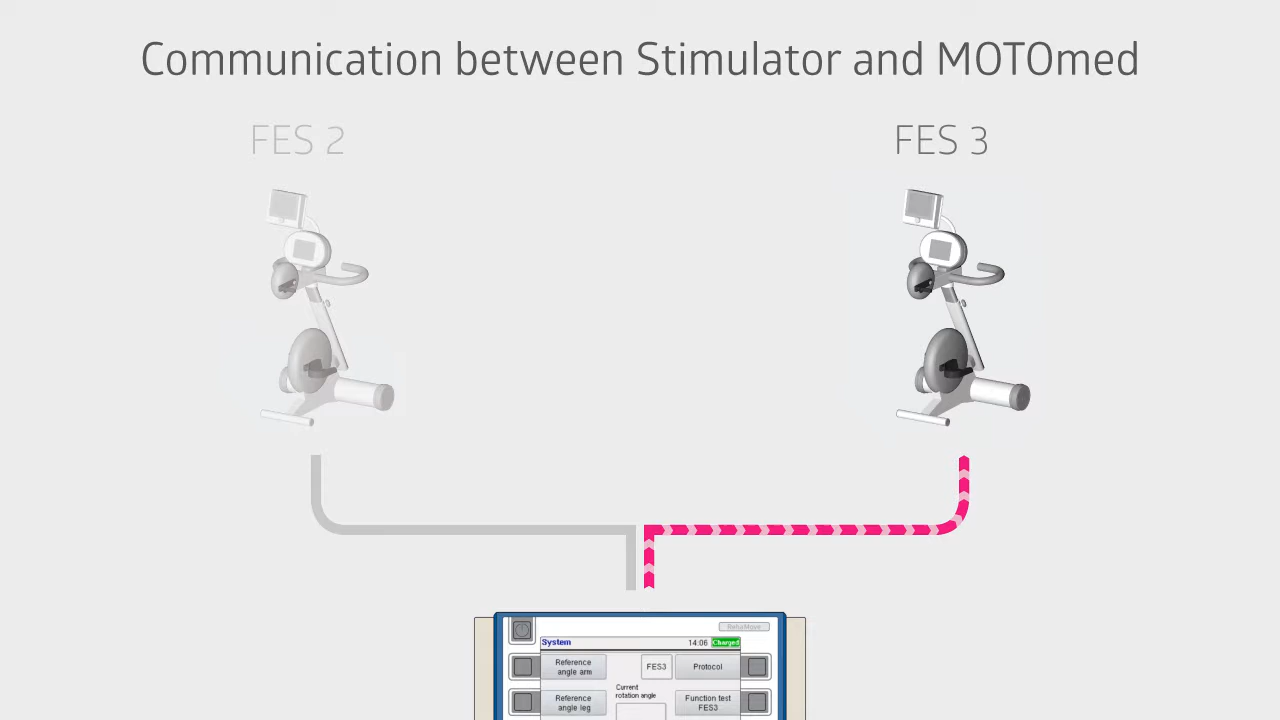 Communication between Stimulator and MOTOmed
FES 2
FES 3
RehaMove
System 14:06 Charged
Reference angle arm
FES3
Protocol
Current rotation angle
Reference angle leg
Function test FES3